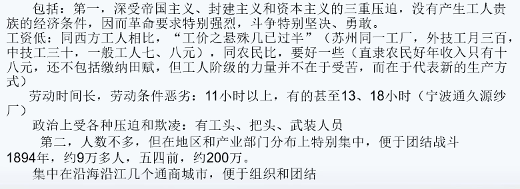 包括：第一，深受帝国主义、封建主义和资本主义的三重压迫，没有产生工人贵
族的经济条件，因而革命要求特别强烈，斗争特别坚决、勇敢。
工资低：同西方工人相比，“工价之悬殊几已过半”（苏州同一工厂，外技工月三百，
中技工三十，一般工人七、八元），同农民比，要好一些（直隶农民好年收入只有十
八元，还不包括缴纳田赋，但工人阶级的力量并不在于受苦，而在于代表新的生产方
式）
劳动时间长，劳动条件恶劣：11小时以上，有的甚至13、18小时（宁波通久源纱
厂）
政治上受各种压迫和欺凌：有工头、把头、武装人员
第二，人数不多，但在地区和产业部门分布上特别集中，便于团结战斗
1894年，约9万多人，五四前，约200万。
集中在沿海沿江几个通商城市，便于组织和团结